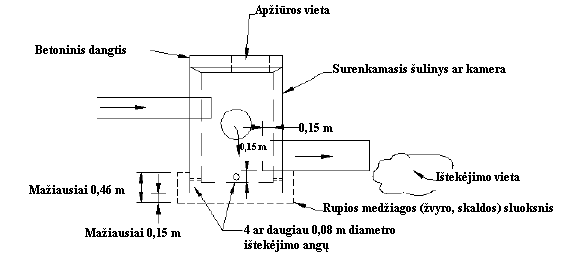 Apžiūros vieta
Betoninis dangtis
Surenkamasis šulinys ar kamera
0,15 m
0,15 m
Ištekėjimo vieta
Mažiausiai 0,46 m
Rupios medžiagos (žvyro, skaldos) sluoksnis
Mažiausiai 0,15 m
4 ar daugiau 0,08 m diametro
ištekėjimo angų